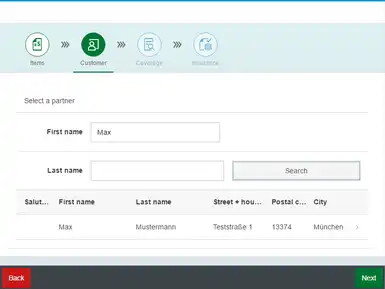 Items
Customer
Coverage
Select a partner
First name
Max
Last name
Search
Salut... First name Last name Street + hou... Postal c... City
Max Mustermann Teststraße 1 13374 München
Back
Next